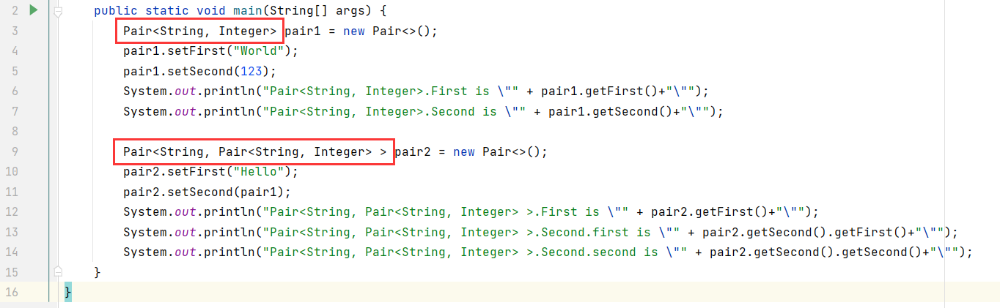 2 public static void main(String[] args) {
3 Pair<String, Integer> pair1 = new Pair<>();
4 pair1.setFirst("World");
5 pair1.setSecond(123);
6 System.out.println("Pair<String, Integer>.First is \"" + pair1.getFirst()+"\"");
7 System.out.println("Pair<String, Integer>.Second is \"" + pair1.getSecond()+"\"");
8
9 Pair<String, Pair<String, Integer> > pair2 = new Pair<>();
10 pair2.setFirst("Hello");
11 pair2.setSecond(pair1);
12 System.out.println("Pair<String, Pair<String, Integer> >.First is \"" + pair2.getFirst()+"\"");
13 System.out.println("Pair<String, Pair<String, Integer> >.Second.first is \"" + pair2.getSecond().getFirst()+"\"");
14 System.out.println("Pair<String, Pair<String, Integer> >.Second.second is \"" + pair2.getSecond().getSecond()+"\"");
15 }
16 }